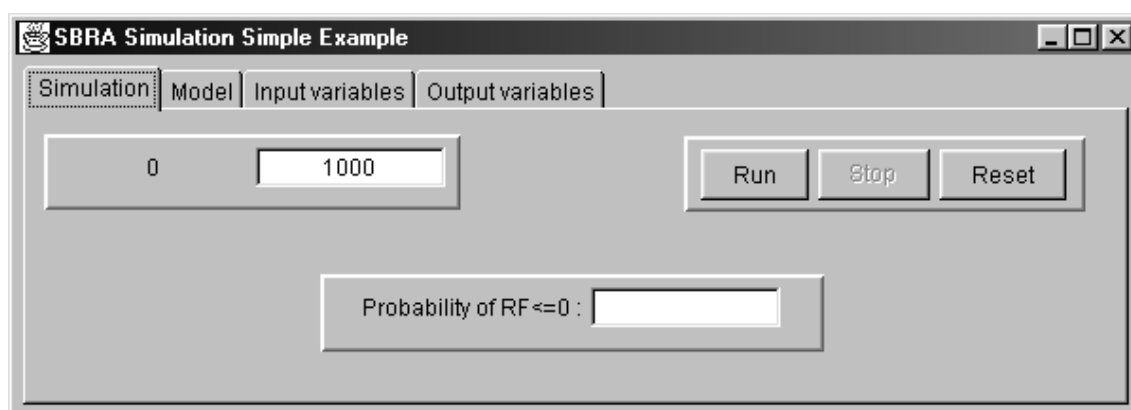 SBRA Simulation Simple Example
Simulation Model Input variables Output variables
0 1000 Run Stop Reset
Probability of RF<=0 :